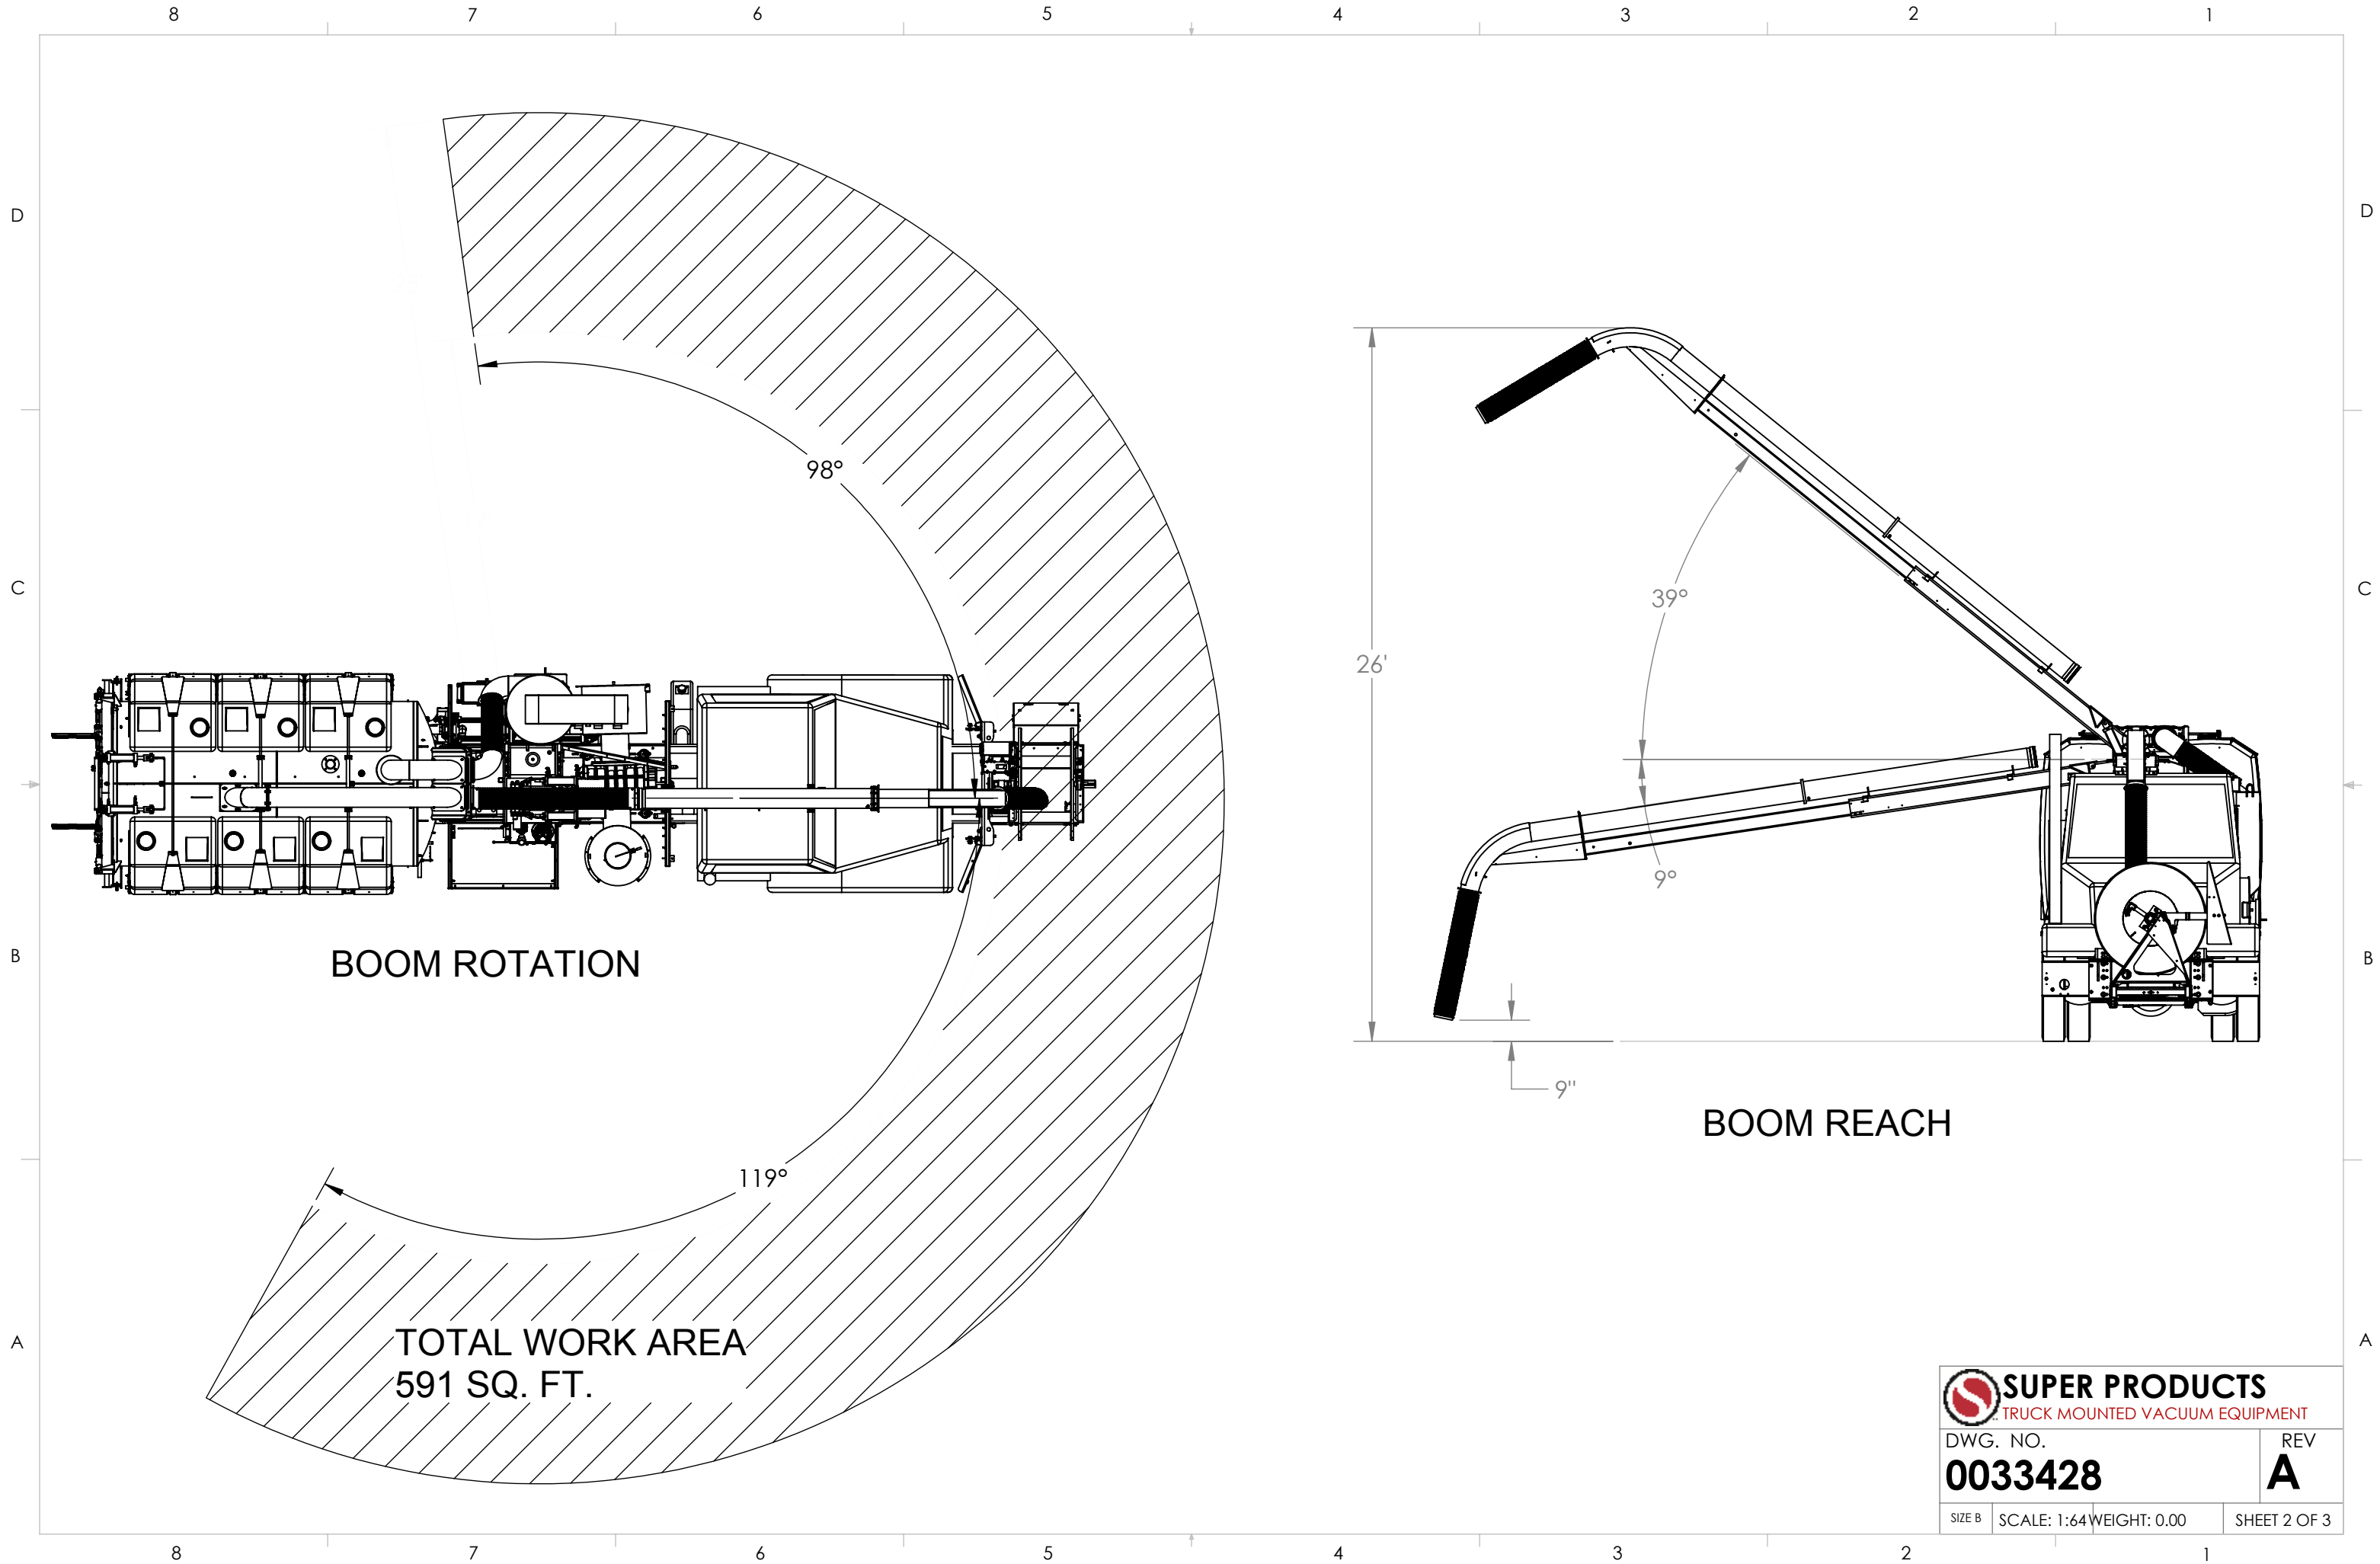 8 7 6 5 4 3 2 1
D D
98°
C C
39°
26'
9°
BOOM ROTATION
B B
9"
BOOM REACH
119°
TOTAL WORK AREA
591 SQ. FT.
A A
SUPER PRODUCTS
TRUCK MOUNTED VACUUM EQUIPMENT
DWG. NO. REV
0033428 A
SIZE B SCALE: 1:64 WEIGHT: 0.00 SHEET 2 OF 3
8 7 6 5 4 3 2 1